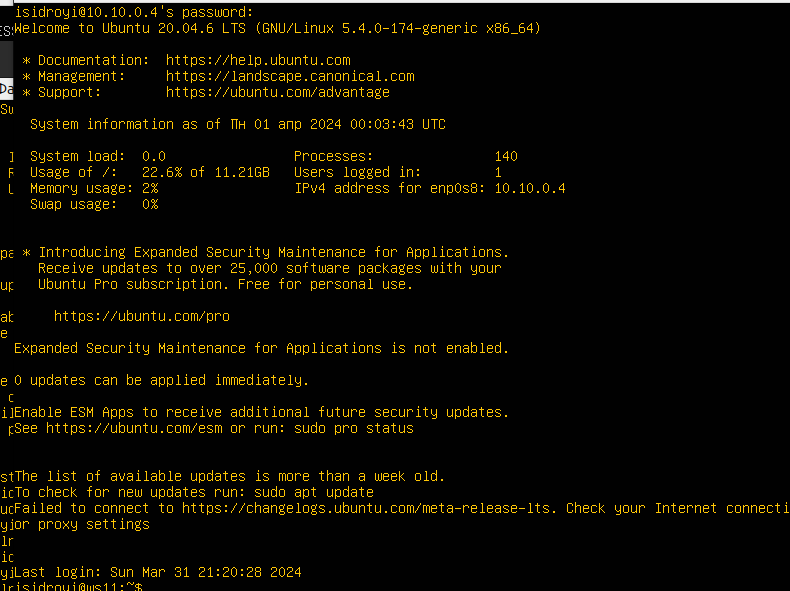 isidroyi@10.10.0.4's password:
Welcome to Ubuntu 20.04.6 LTS (GNU/Linux 5.4.0-174-generic x86_64)
* Documentation: https://help.ubuntu.com
* Management: https://landscape.canonical.com
* Support: https://ubuntu.com/advantage
System information as of Пн 01 апр 2024 00:03:43 UTC
System load: 0.0 Processes: 140
Usage of /: 22.6% of 11.21GB Users logged in: 1
Memory usage: 2% IPv4 address for enp0s8: 10.10.0.4
Swap usage: 0%
* Introducing Expanded Security Maintenance for Applications.
Receive updates to over 25,000 software packages with your
Ubuntu Pro subscription. Free for personal use.
https://ubuntu.com/pro
Expanded Security Maintenance for Applications is not enabled.
0 updates can be applied immediately.
Enable ESM Apps to receive additional future security updates.
See https://ubuntu.com/esm or run: sudo pro status
The list of available updates is more than a week old.
To check for new updates run: sudo apt update
Failed to connect to https://changelogs.ubuntu.com/meta-release-lts. Check your Internet connecti
or proxy settings
Last login: Sun Mar 31 21:20:28 2024
isidroyi@ws11:~$